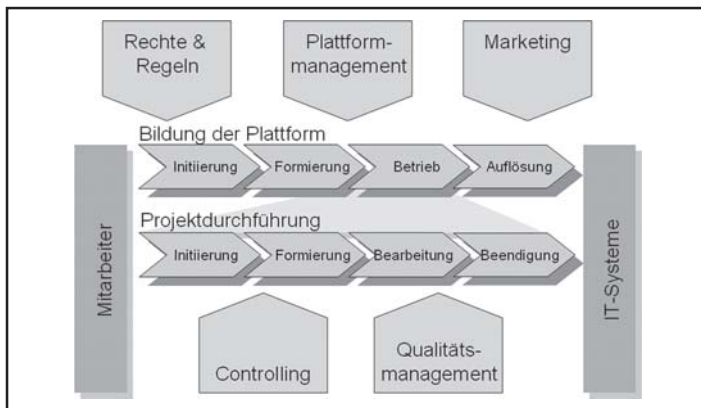 Rechte &
Regeln
Plattform-
management
Marketing
Bildung der Plattform
Initiierung
Formierung
Betrieb
Auflösung
Projektdurchführung
Initiierung
Formierung
Bearbeitung
Beendigung
Mitarbeiter
IT-Systeme
Controlling
Qualitäts-
management